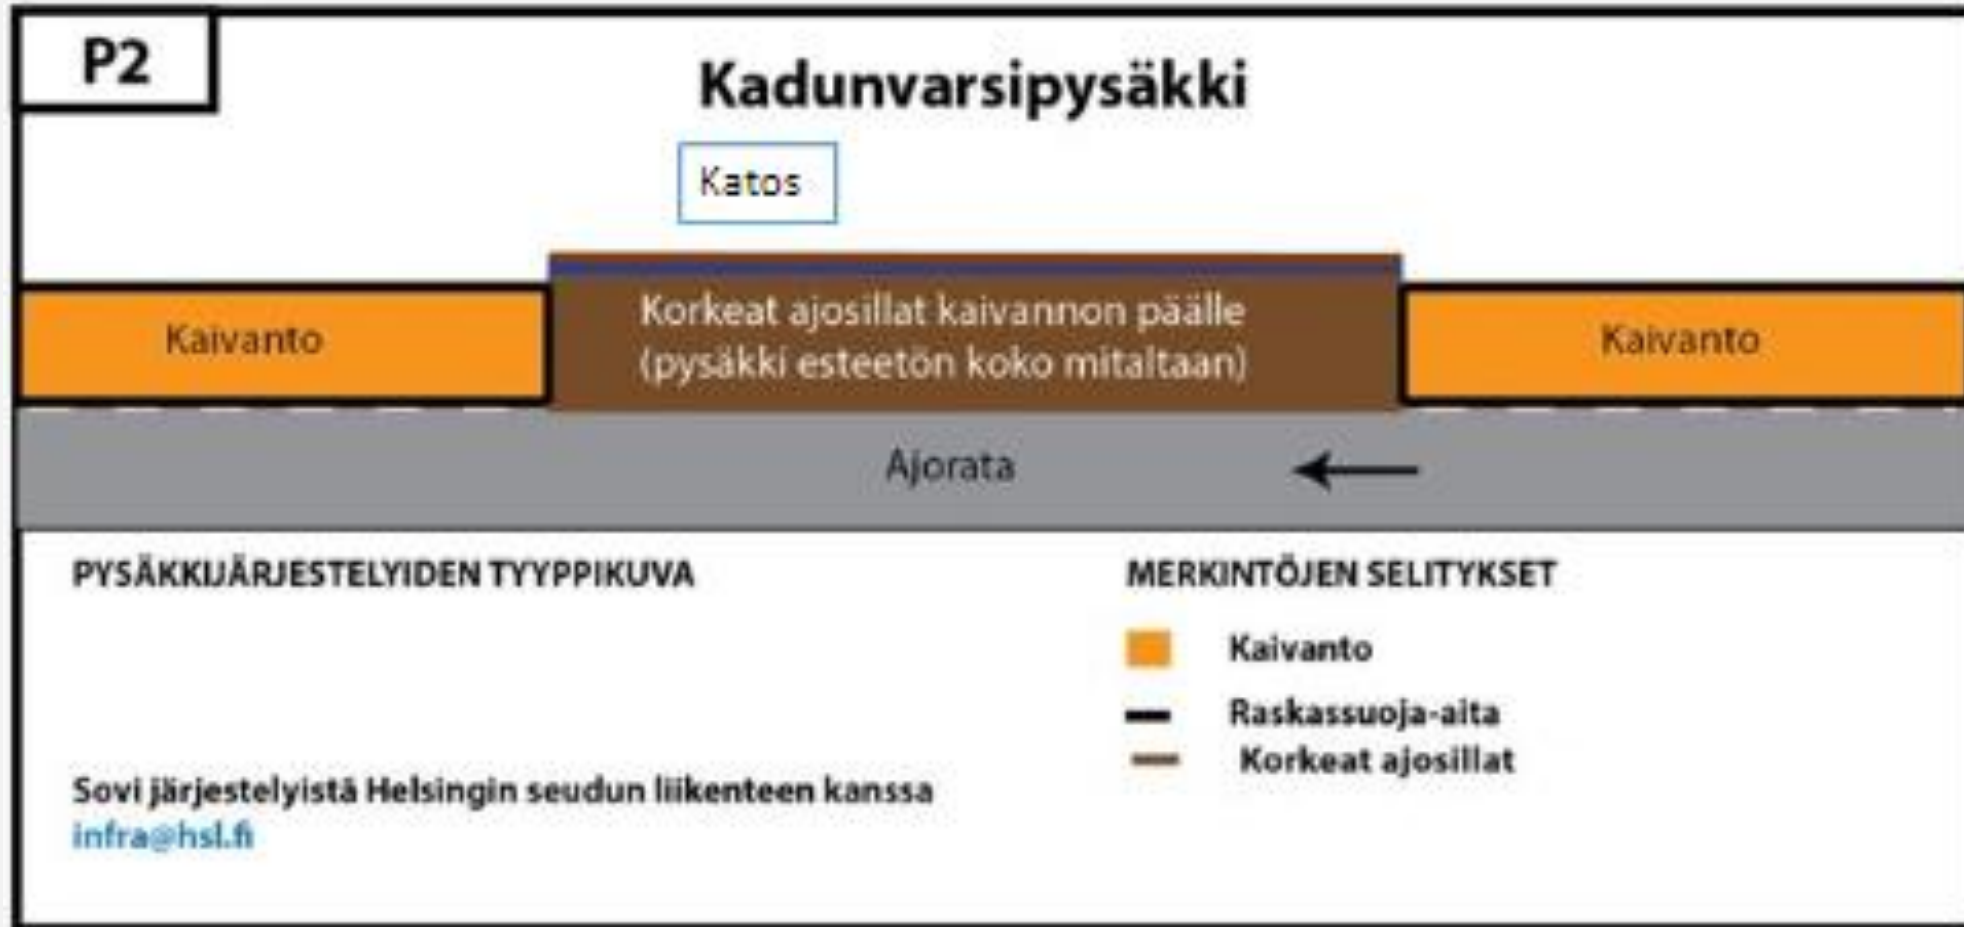 P2
Kadunvarsipysäkki
Katos
Kaivanto
Korkeat ajosillat kaivannon päälle
(pysäkki esteetön koko mitaltaan)
Kaivanto
Ajorata
PYSÄKKIJÄRJESTELYIDEN TYYPPIKUVA
MERKINTÖJEN SELITYKSET
Kaivanto
Raskassuoja-aita
Korkeat ajosillat
Sovi järjestelyistä Helsingin seudun liikenteen kanssa
infra@hsl.fi